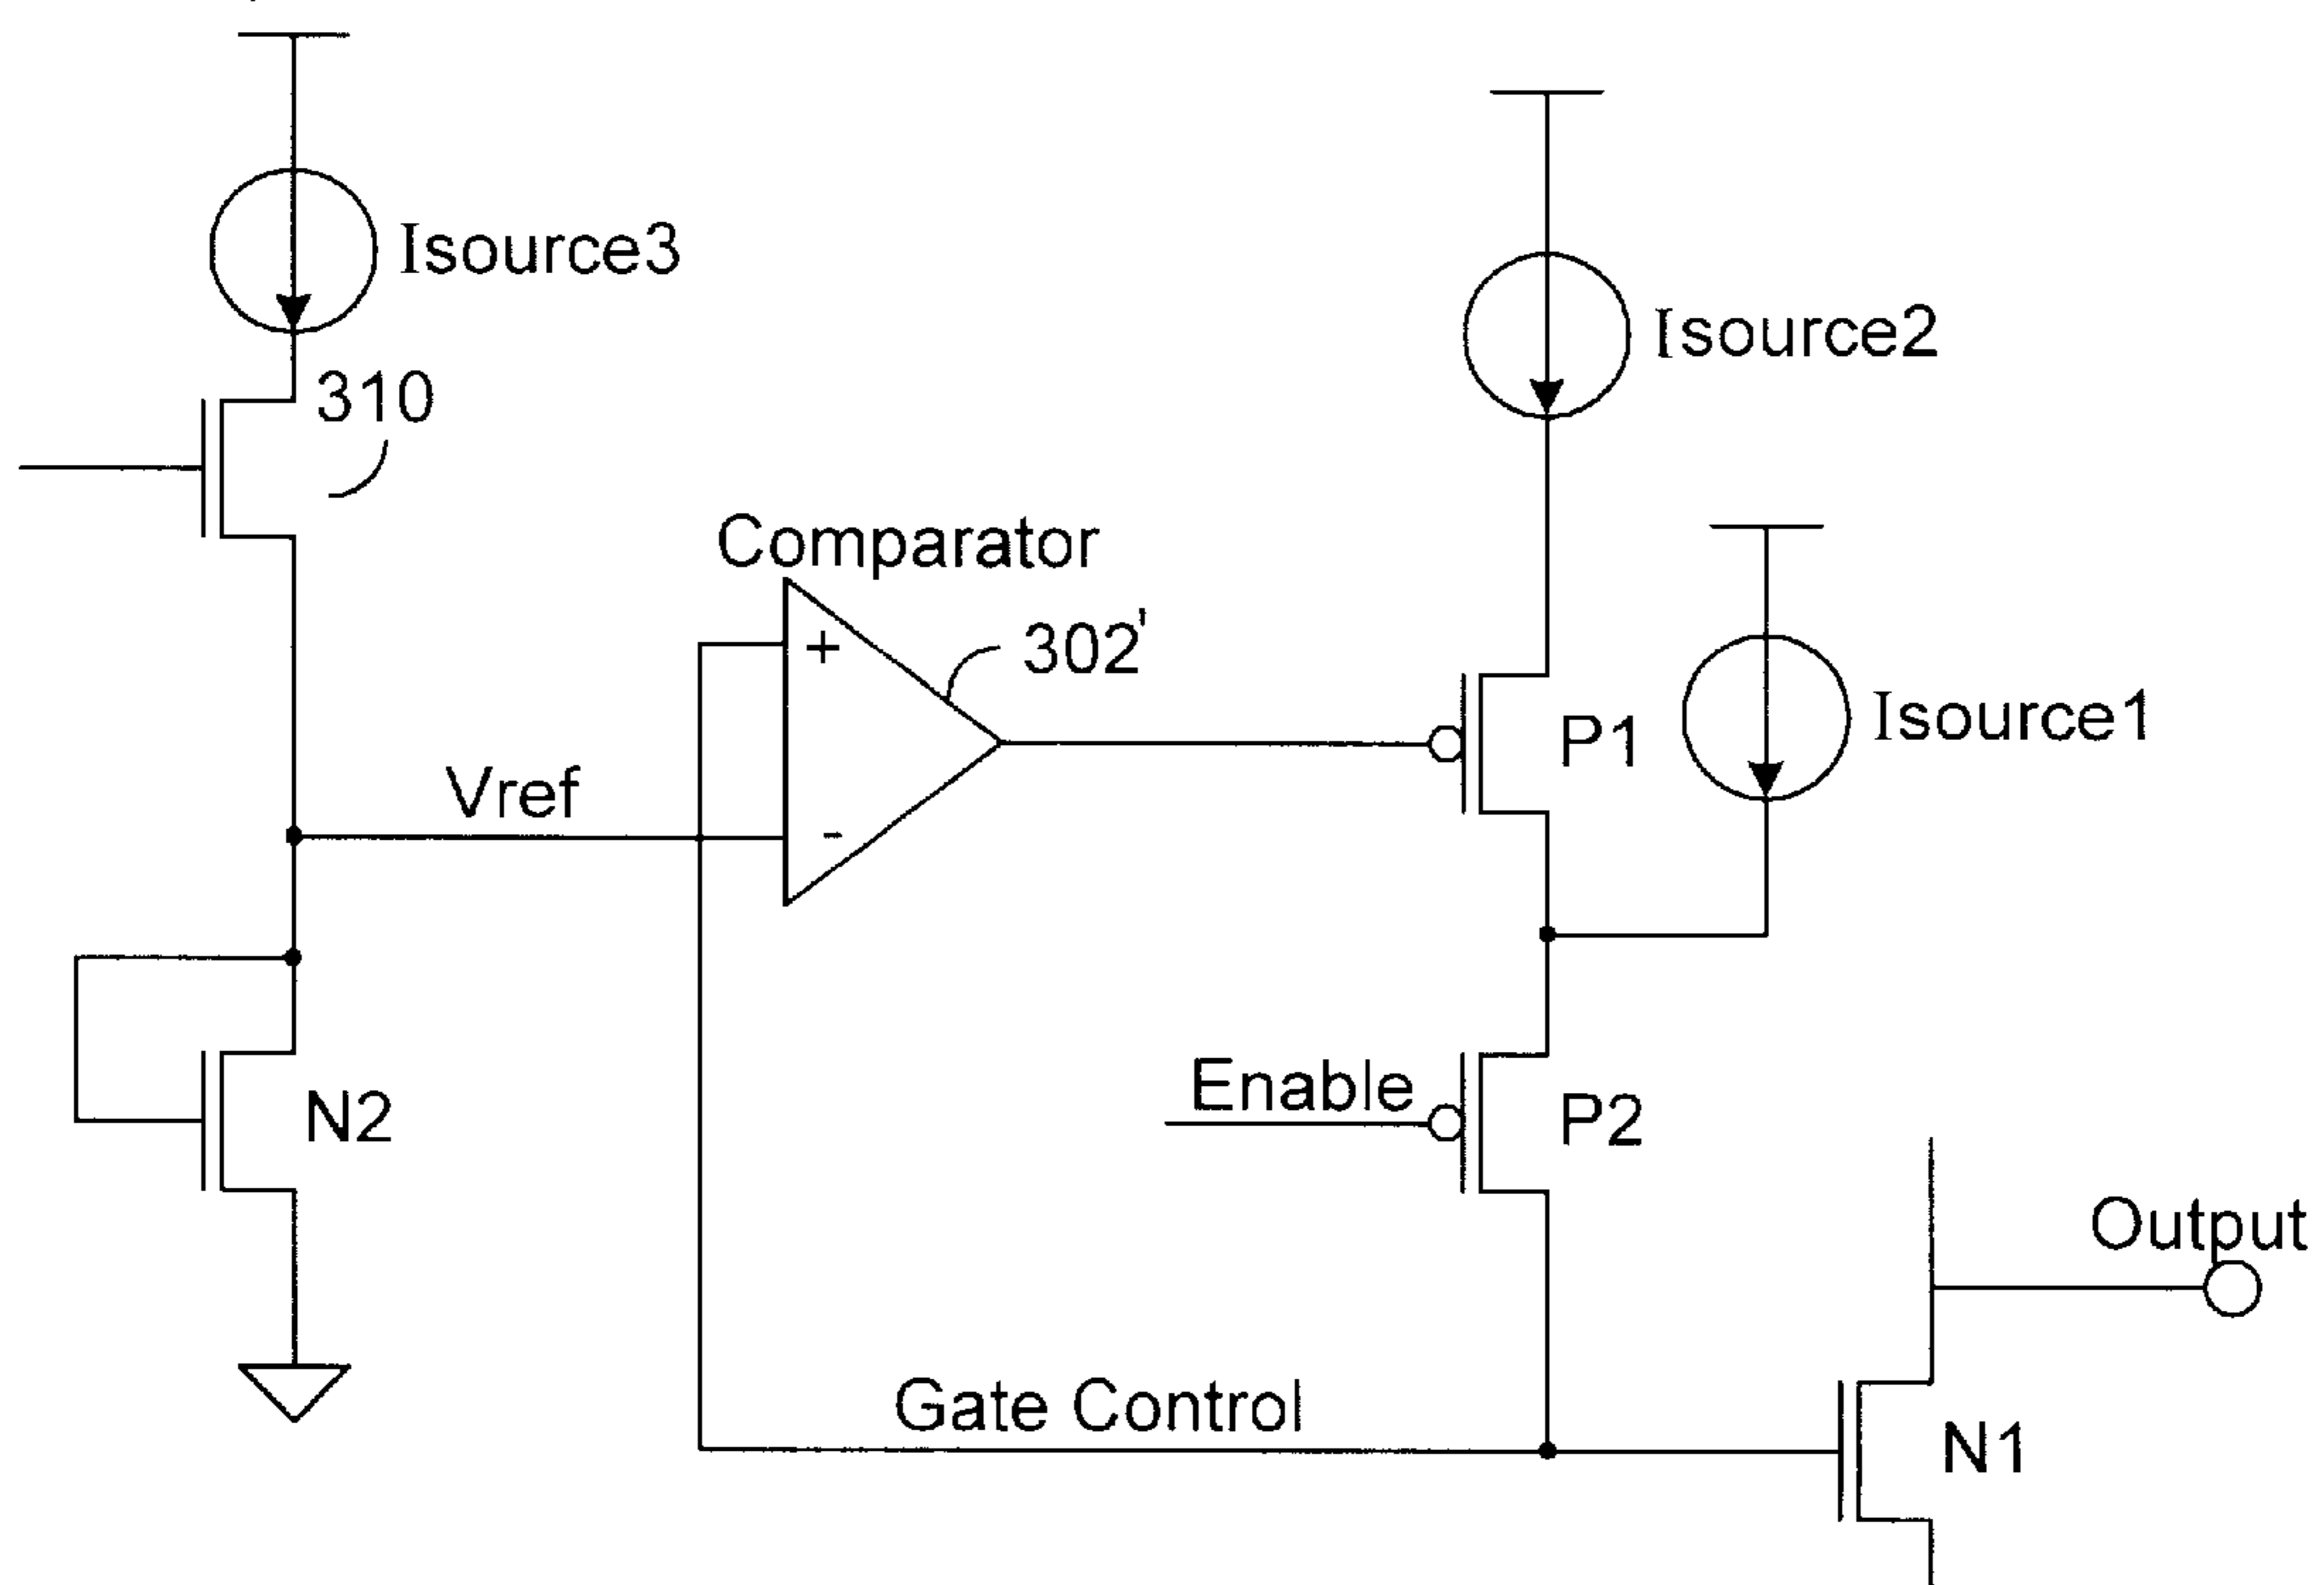 Isource3
310
Isource2
Comparator
+
302'
P1
Isource1
Vref
-
Enable
P2
N2
Output
Gate Control
N1